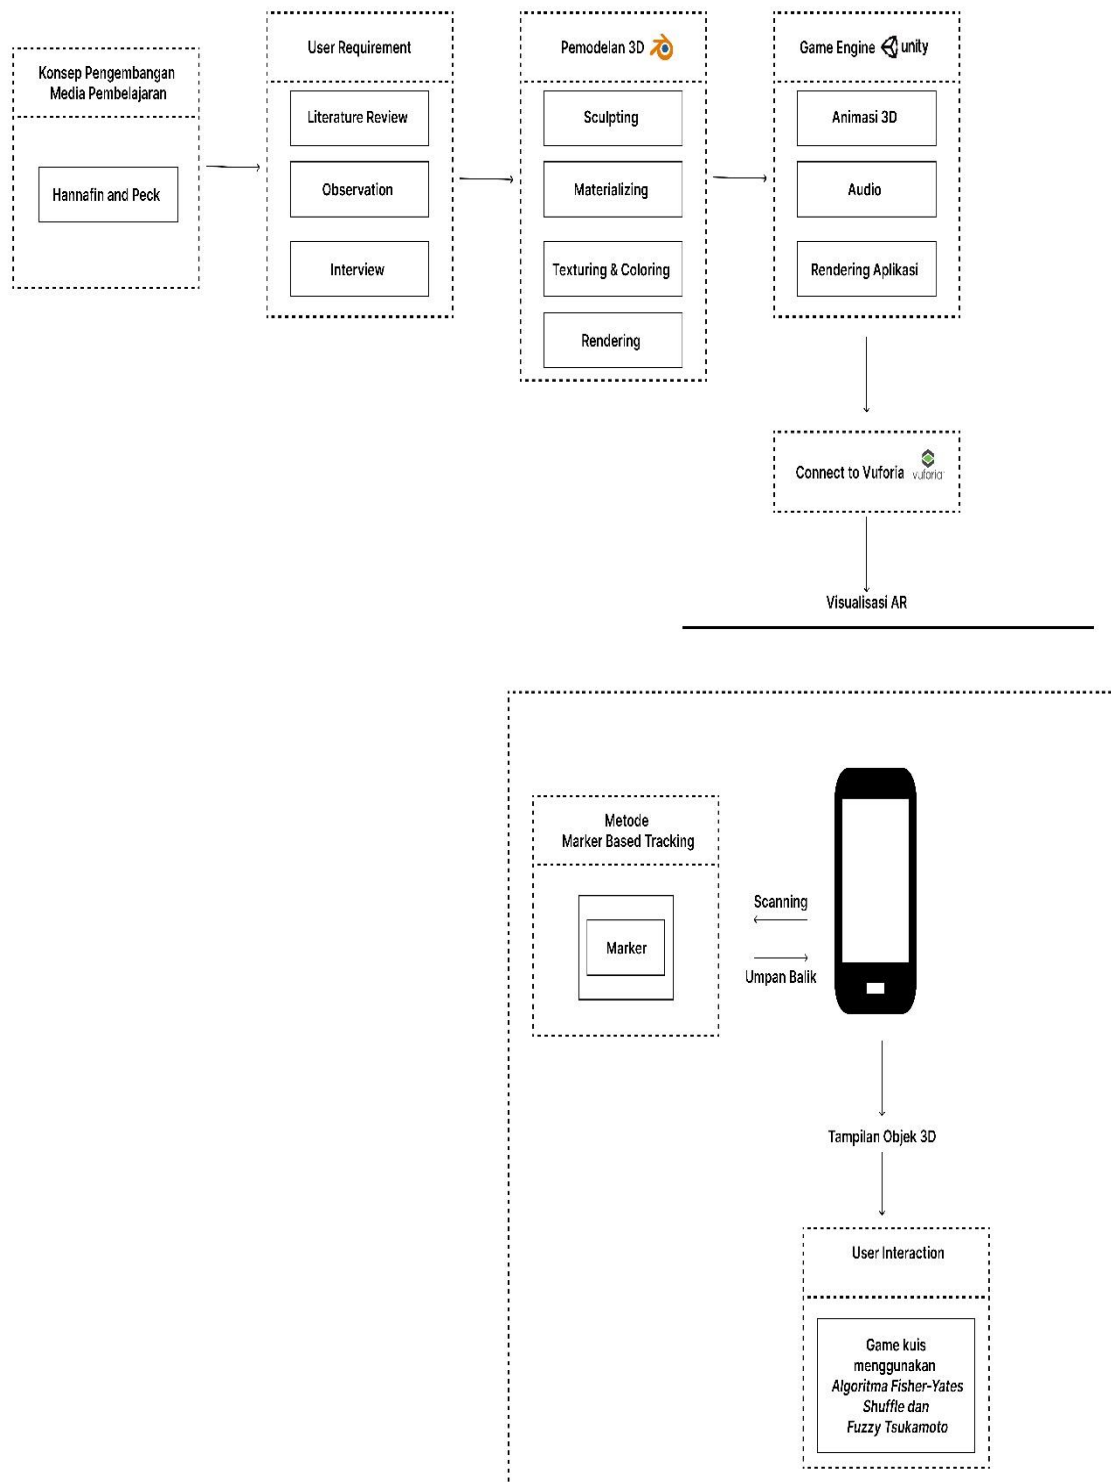 Konsep Pengembangan
Media Pembelajaran
Hannafin and Peck
User Requirement
Literature Review
Observation
Interview
Pemodelan 3D
Sculpting
Materializing
Texturing & Coloring
Rendering
Game Engine unity
Animasi 3D
Audio
Rendering Aplikasi
Connect to Vuforia vuforia
Visualisasi AR
Metode
Marker Based Tracking
Marker
Scanning
Umpan Balik
Tampilan Objek 3D
User Interaction
Game kuis
menggunakan
Algoritma Fisher-Yates
Shuffle dan
Fuzzy Tsukamoto